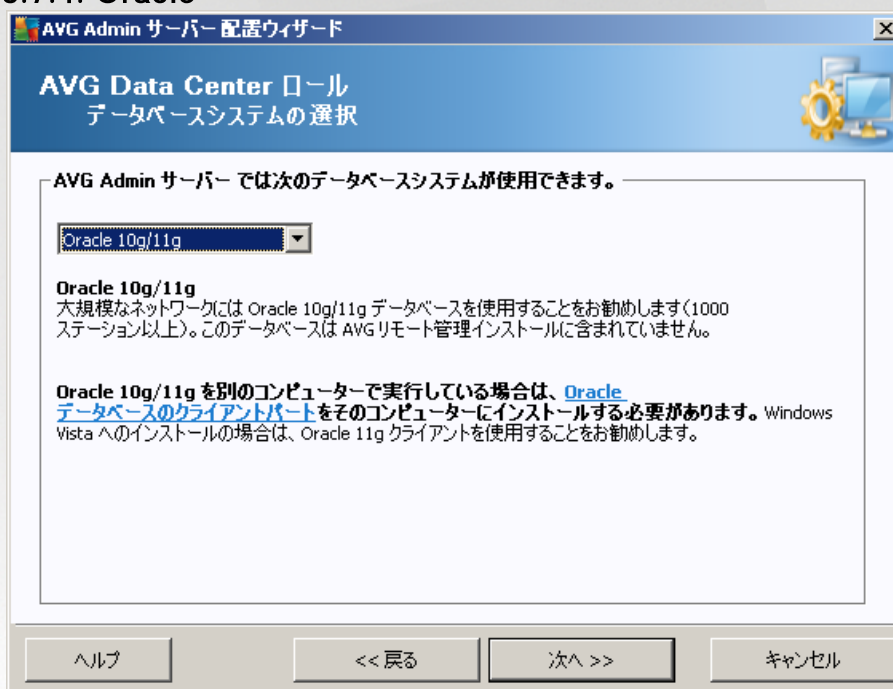 AVG Admin サーバー 配置ウィザード
AVG Data Center ロール
データベースシステムの選択
AVG Admin サーバー では次のデータベースシステムが使用できます。
Oracle 10g/11g
Oracle 10g/11g
大規模なネットワークには Oracle 10g/11g データベースを使用することをお勧めします(1000
ステーション以上)。このデータベースは AVG リモート管理インストールに含まれていません。
Oracle 10g/11g を別のコンピューターで実行している場合は、Oracle
データベースのクライアントパートをそのコンピューターにインストールする必要があります。Windows
Vista へのインストールの場合は、Oracle 11g クライアントを使用することをお勧めします。
ヘルプ
<< 戻る
次へ >>
キャンセル